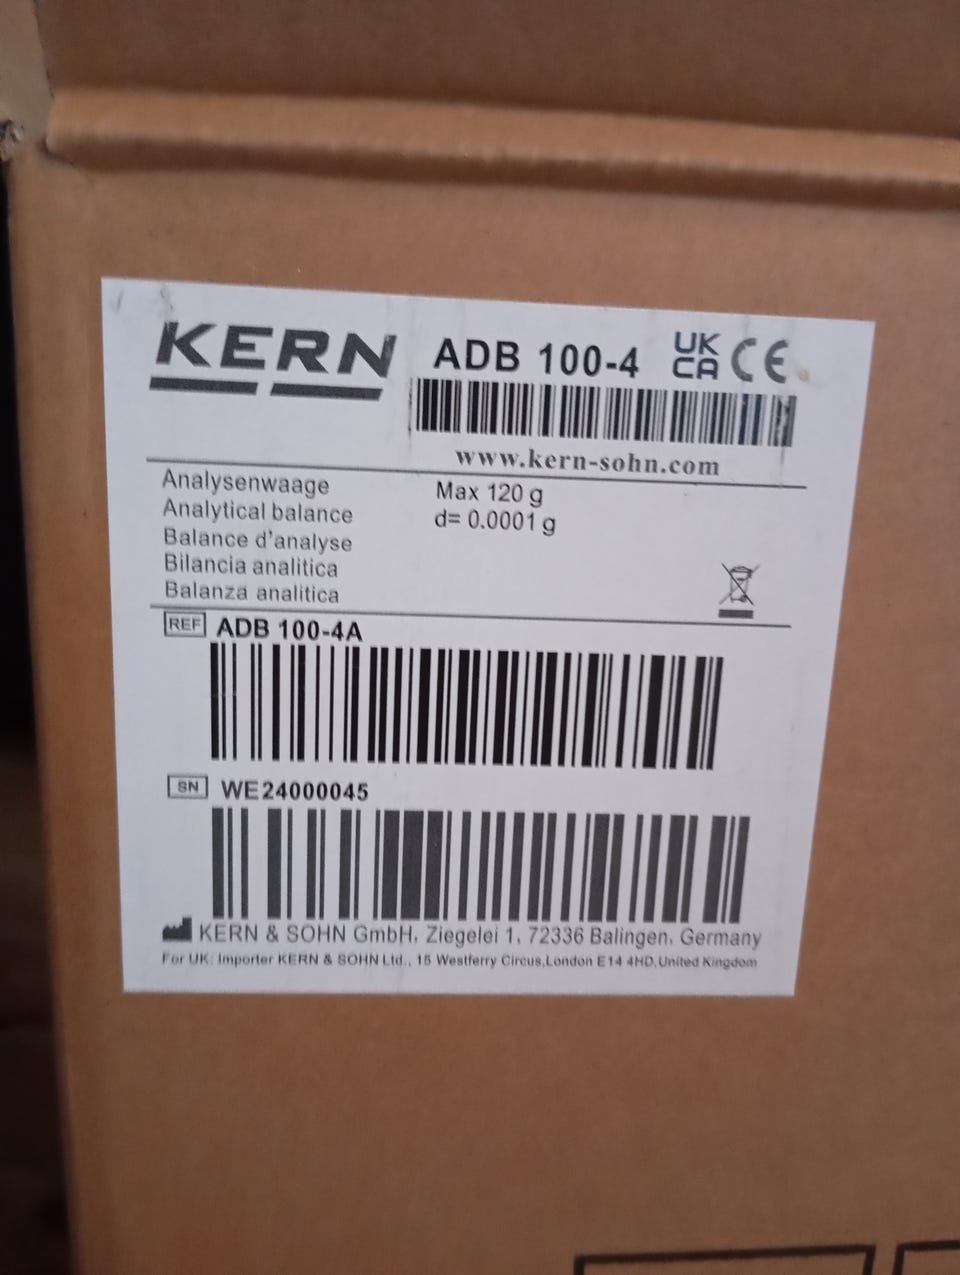 KERN ADB 100-4 UK CA CE
www.kern-sohn.com
Analysenwaage Max 120 g
Analytical balance d= 0.0001 g
Balance d'analyse
Bilancia analitica
Balanza analitica
REF ADB 100-4A
SN WE24000045
KERN & SOHN GmbH, Ziegelei 1, 72336 Balingen, Germany
For UK: Importer KERN & SOHN Ltd., 15 Westferry Circus,London E14 4HD,United Kingdom